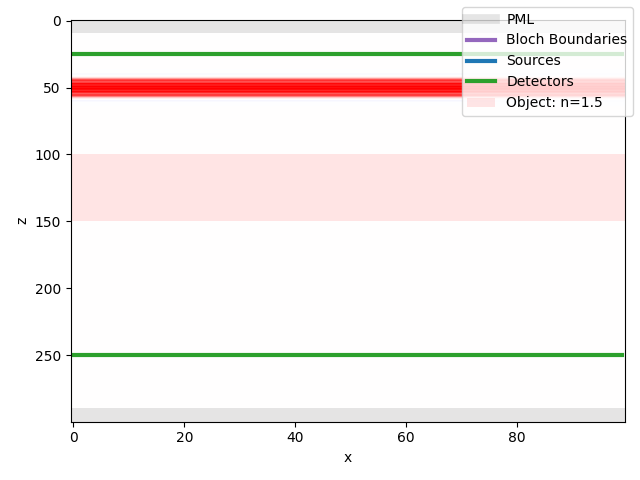 PML
Bloch Boundaries
Sources
Detectors
Object: n=1.5
0
50
100
150
200
250
z
0 20 40 60 80
x